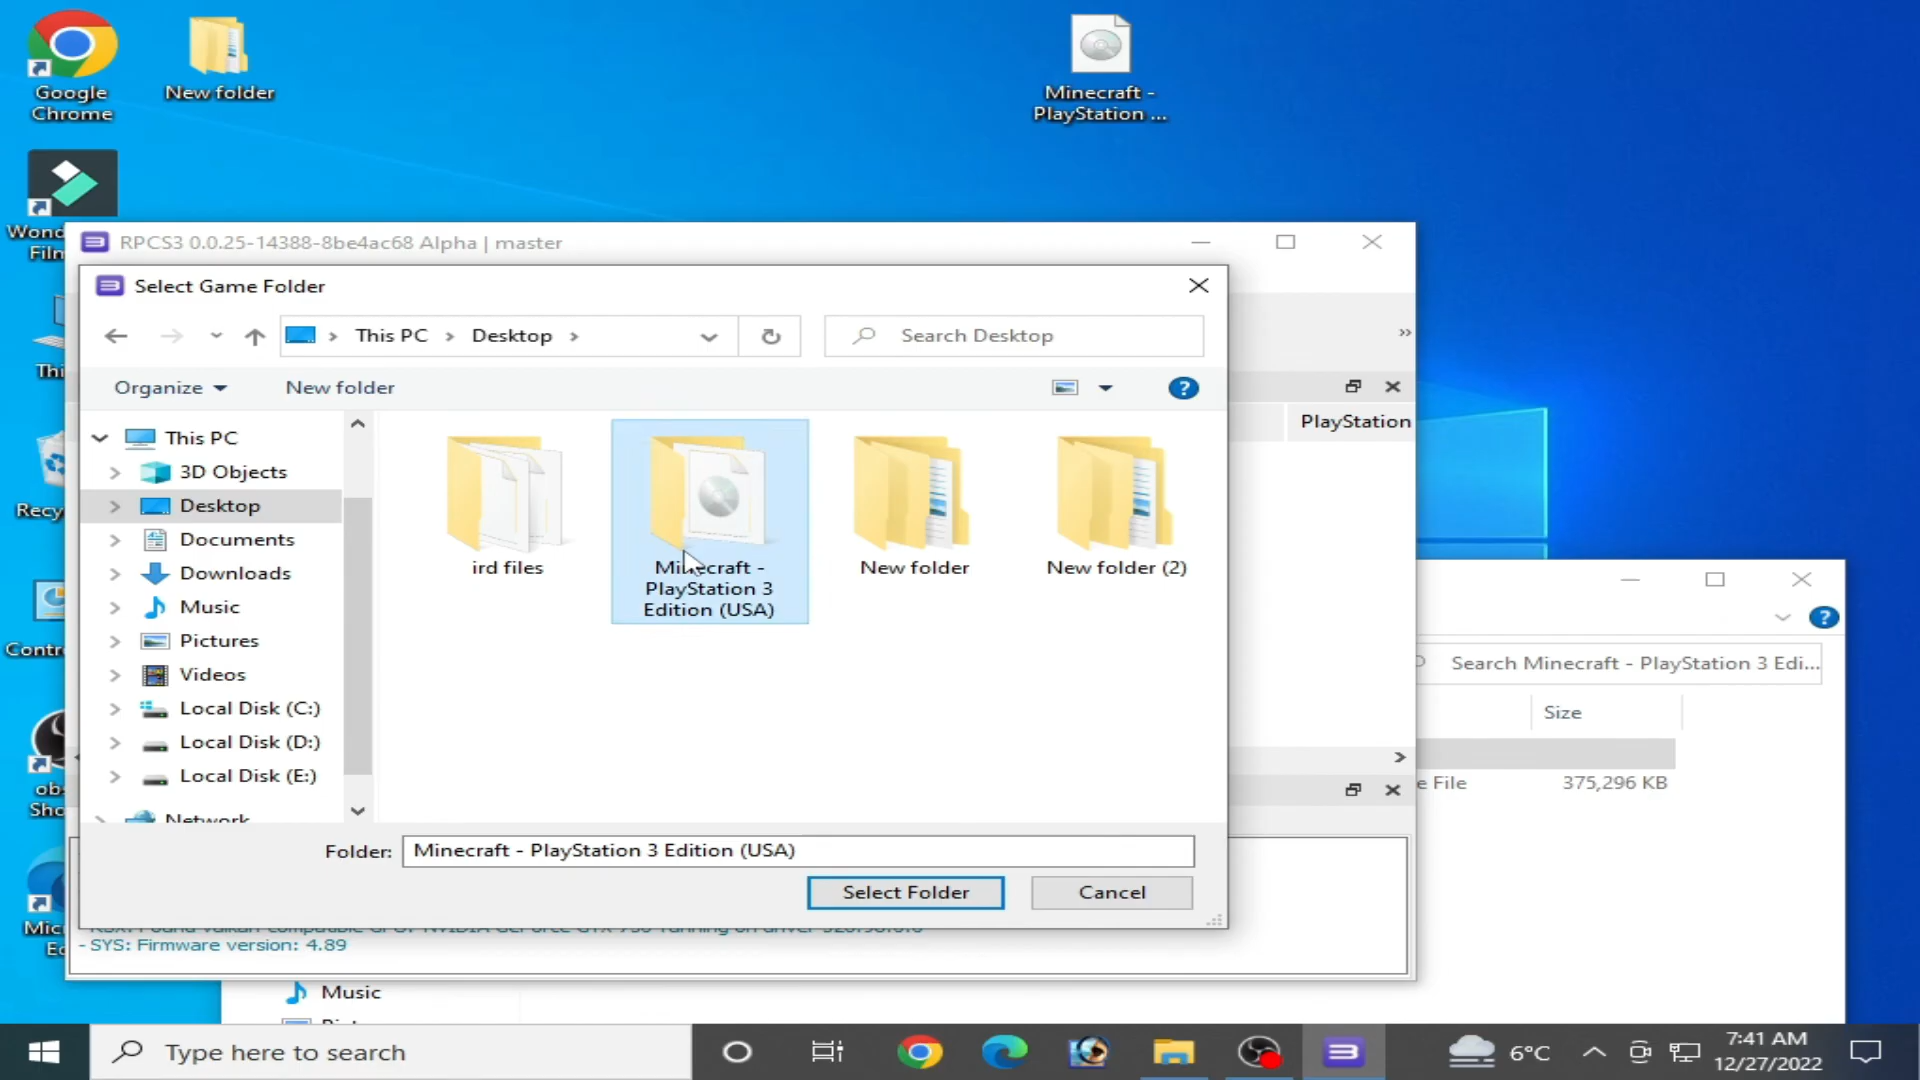 Google
Chrome
New folder
Minecraft -
PlayStation ...
Wond
Film
RPCS3 0.0.25-14388-8be4ac68 Alpha | master
Select Game Folder
This PC
Desktop
Search Desktop
Organize
New folder
PlayStation
This PC
3D Objects
Desktop
Documents
Downloads
Music
Pictures
Videos
Local Disk (C:)
Local Disk (D:)
Local Disk (E:)
Network
ird files
Minecraft -
PlayStation 3
Edition (USA)
New folder
New folder (2)
Thi
Recy
Contr
obs
Sho
Micr
Ed
Search Minecraft - PlayStation 3 Edi...
Size
e File
375,296 KB
Folder:
Minecraft - PlayStation 3 Edition (USA)
Select Folder
Cancel
- SYS: Firmware version: 4.89
Music
Type here to search
6°C
7:41 AM
12/27/2022